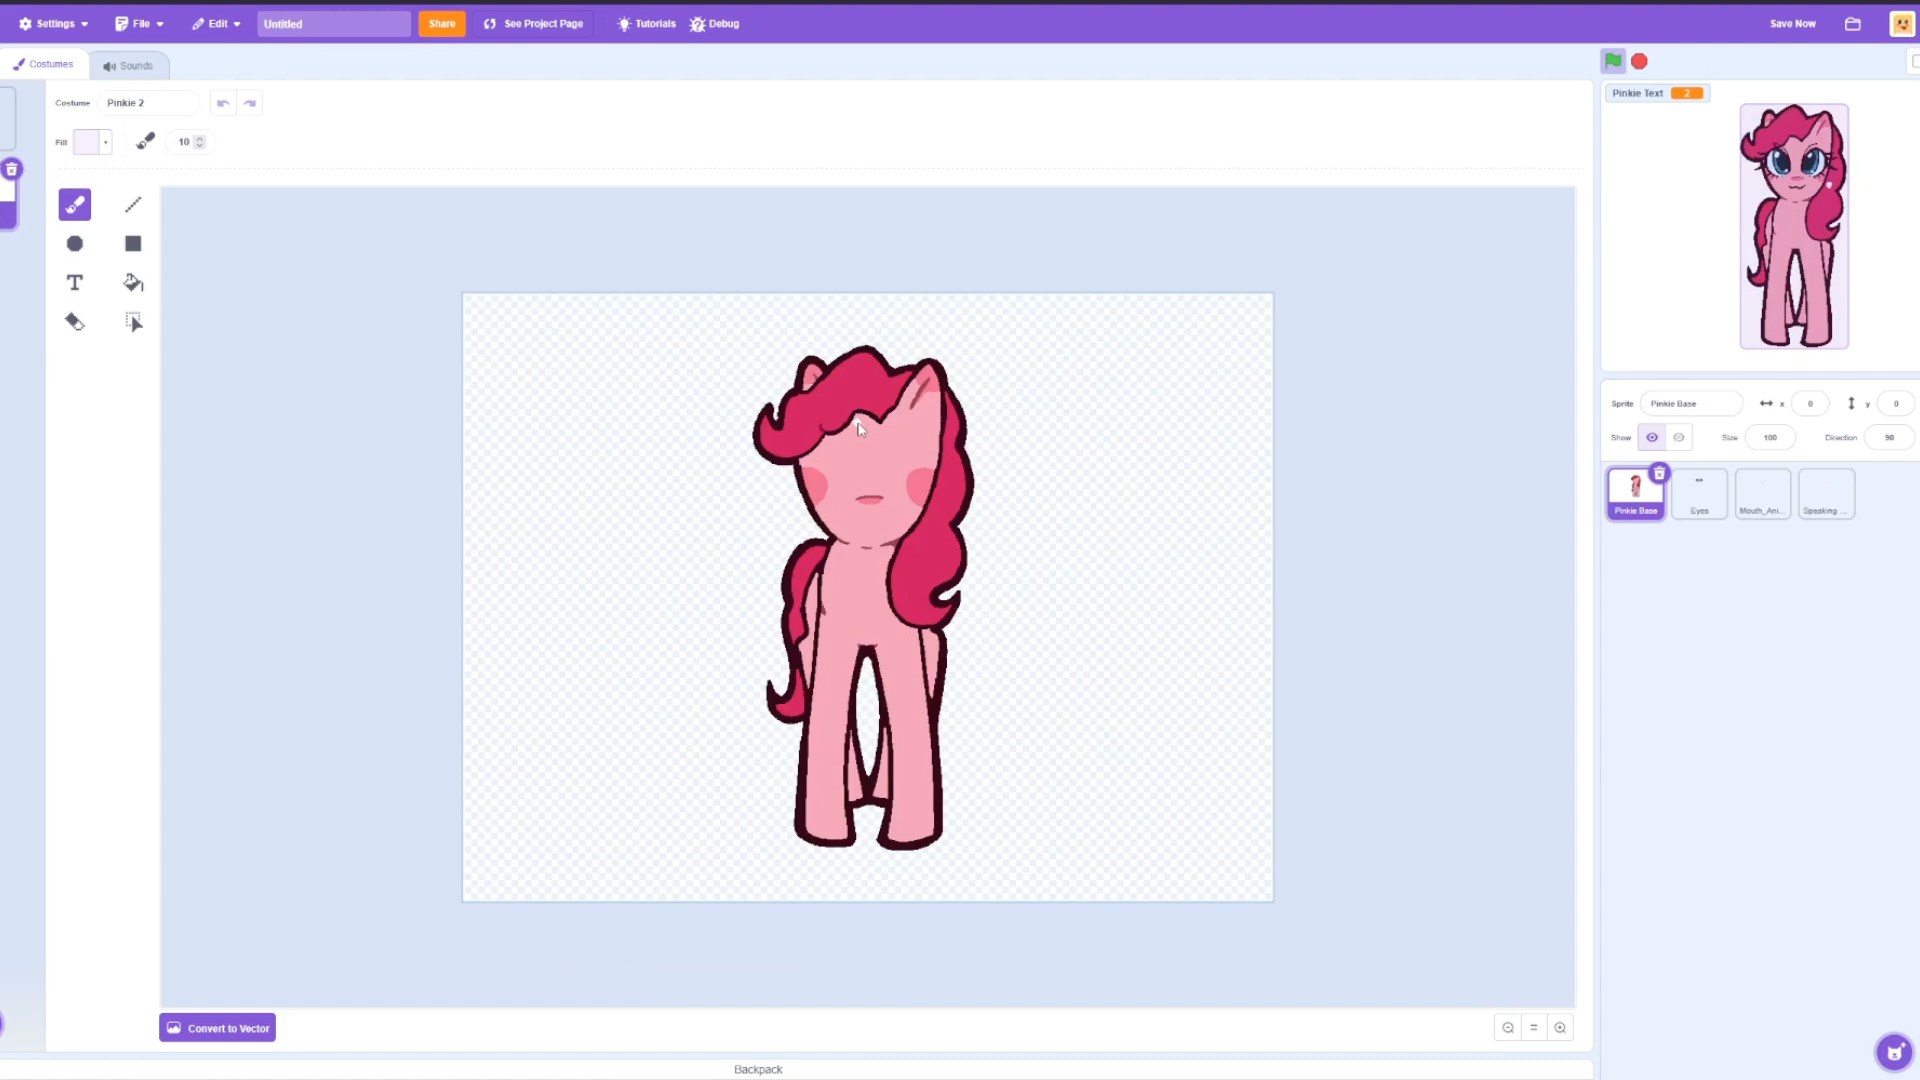 Settings File Edit Untitled Share See Project Page Tutorials Debug Save Now
Costumes Sounds
Costume Pinkie 2
Fill 10
Convert to Vector
Backpack
Pinkie Text 2
Sprite Pinkie Base x 0 y 0
Show Size 100 Direction 90
Pinkie Base Eyes Mouth_Ani... Speaking ...